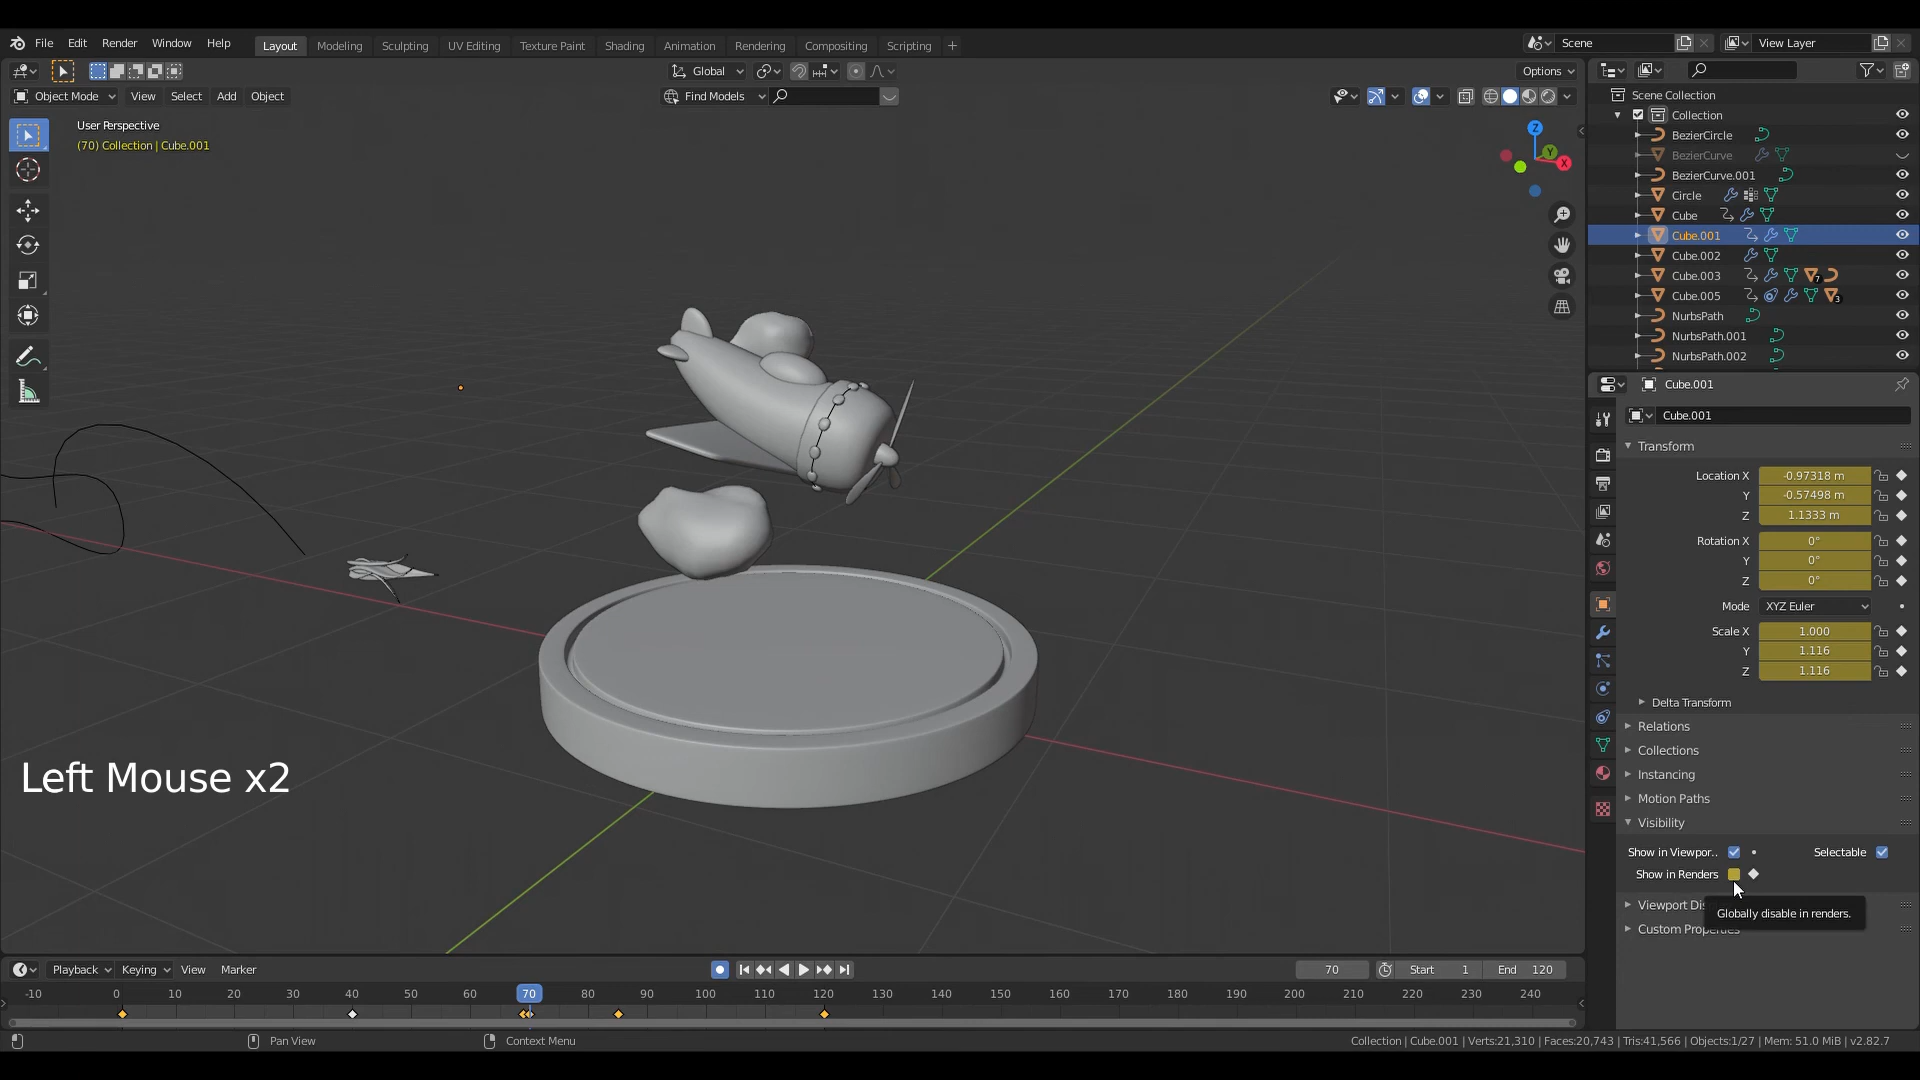 File Edit Render Window Help Layout Modeling Sculpting UV Editing Texture Paint Shading Animation Rendering Compositing Scripting + Scene View Layer
Global Options
Object Mode View Select Add Object Find Models
User Perspective
(70) Collection | Cube.001
Z
Y
X
Scene Collection
Collection
BezierCircle
BezierCurve
BezierCurve.001
Circle
Cube
Cube.001
Cube.002
Cube.003 7
Cube.005 3
NurbsPath
NurbsPath.001
NurbsPath.002
Cube.001
Cube.001
Transform
Location X -0.97318 m
Y -0.57498 m
Z 1.1333 m
Rotation X 0°
Y 0°
Z 0°
Mode XYZ Euler
Scale X 1.000
Y 1.116
Z 1.116
Delta Transform
Relations
Collections
Instancing
Motion Paths
Visibility
Show in Viewpor.. Selectable
Show in Renders
Viewport Dis
Globally disable in renders.
Custom Properties
Left Mouse x2
Playback Keying View Marker 70 Start 1 End 120
-10 0 10 20 30 40 50 60 70 80 90 100 110 120 130 140 150 160 170 180 190 200 210 220 230 240
Pan View Context Menu Collection | Cube.001 | Verts:21,310 | Faces:20,743 | Tris:41,566 | Objects:1/27 | Mem: 51.0 MiB | v2.82.7